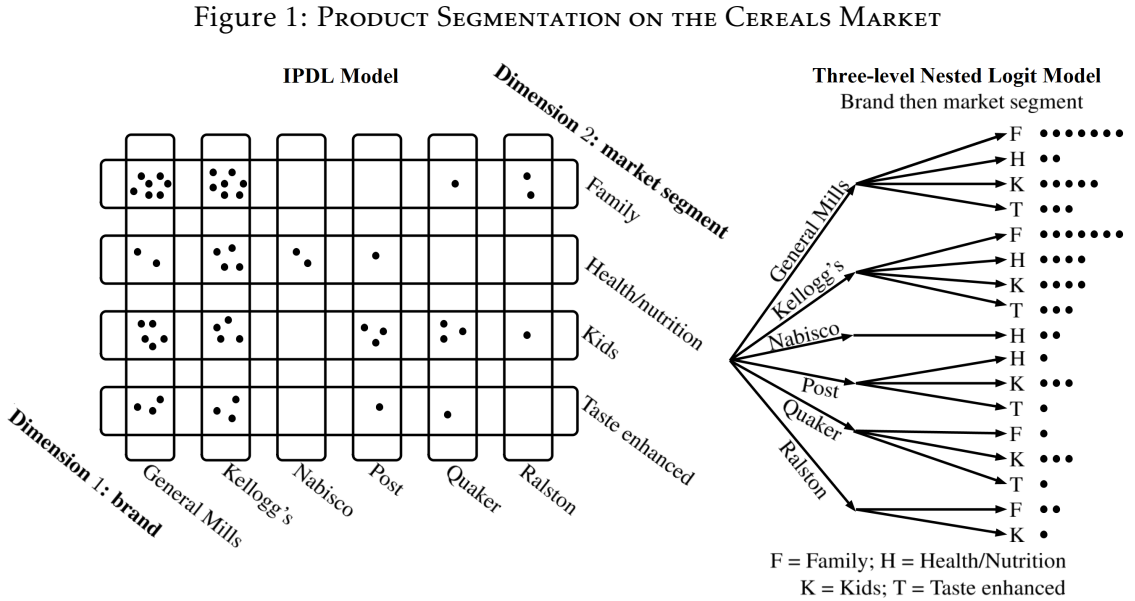 Figure 1: Product Segmentation on the Cereals Market
IPDL Model
Dimension 2: market segment
Family
Health/nutrition
Kids
Taste enhanced
Dimension 1: brand
General Mills
Kellogg's
Nabisco
Post
Quaker
Ralston
Three-level Nested Logit Model
Brand then market segment
General Mills
F
H
K
T
Kellogg's
F
H
K
T
Nabisco
H
Post
H
K
T
Quaker
F
K
T
Ralston
F
K
F = Family; H = Health/Nutrition
K = Kids; T = Taste enhanced